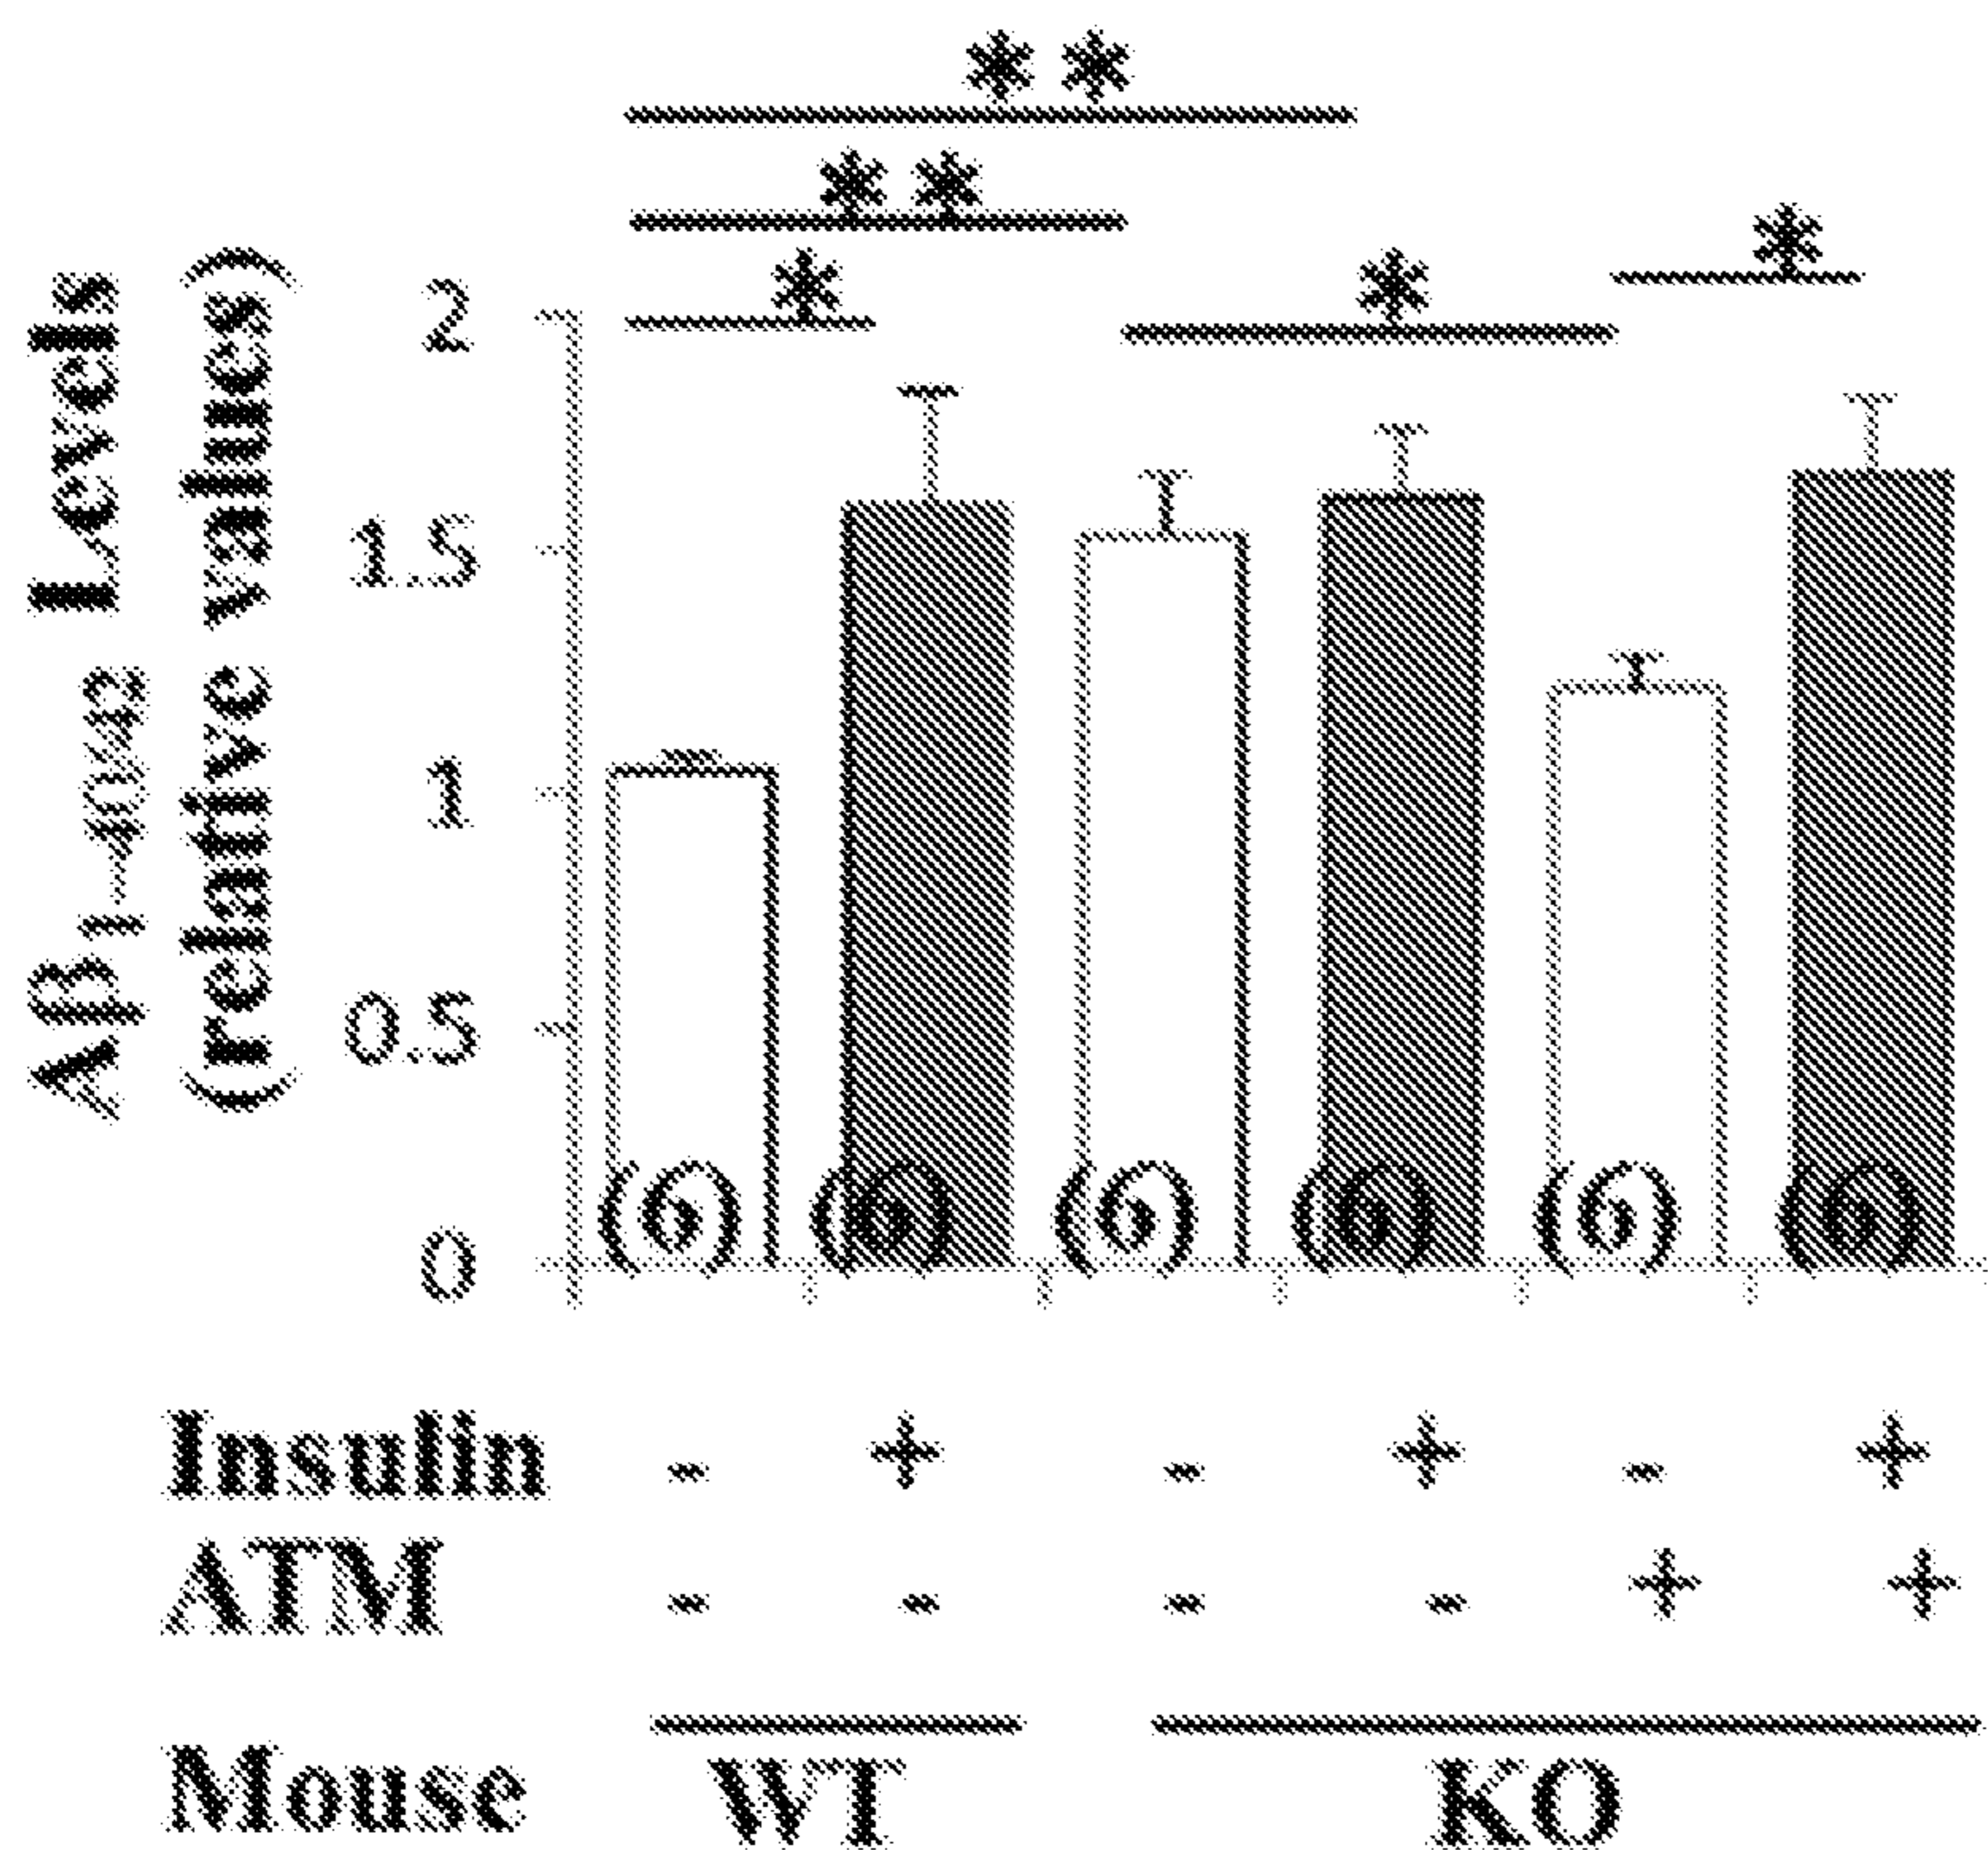 **
**
*
*
*
Aβ1–40/42 Levels
(relative values)
2
1.5
1
0.5
0
(6) (6) (6) (6) (6) (6)
Insulin - + - + - +
ATM - - - - + +
Mouse WT KO